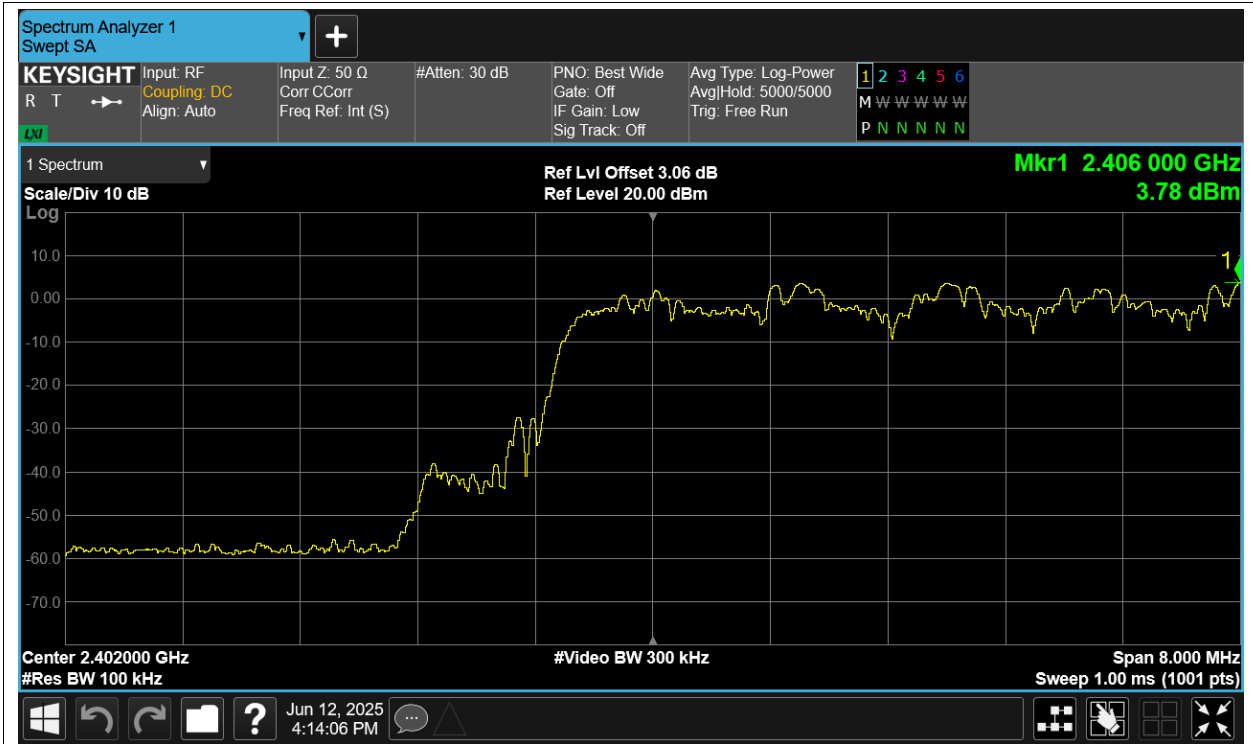 Spectrum Analyzer 1
Swept SA
KEYSIGHT
R T
LXI
Input: RF
Coupling: DC
Align: Auto
Input Z: 50 Ω
Corr CCorr
Freq Ref: Int (S)
#Atten: 30 dB
PNO: Best Wide
Gate: Off
IF Gain: Low
Sig Track: Off
Avg Type: Log-Power
Avg|Hold: 5000/5000
Trig: Free Run
1 2 3 4 5 6
M W W W W W
P N N N N N
1 Spectrum
Scale/Div 10 dB
Log
Ref Lvl Offset 3.06 dB
Ref Level 20.00 dBm
Mkr1 2.406 000 GHz
3.78 dBm
10.0
0.00
-10.0
-20.0
-30.0
-40.0
-50.0
-60.0
-70.0
1
Center 2.402000 GHz
#Res BW 100 kHz
#Video BW 300 kHz
Span 8.000 MHz
Sweep 1.00 ms (1001 pts)
?
Jun 12, 2025
4:14:06 PM